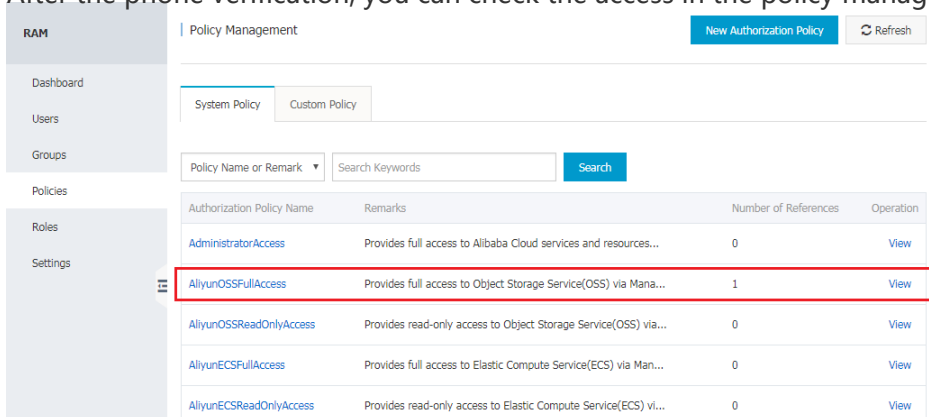 After the phone verification, you can check the access in the policy manag
RAM
Policy Management
New Authorization Policy
Refresh
Dashboard
Users
Groups
Policies
Roles
Settings
System Policy
Custom Policy
Policy Name or Remark
Search Keywords
Search
Authorization Policy Name Remarks Number of References Operation
AdministratorAccess Provides full access to Alibaba Cloud services and resources... 0 View
AliyunOSSFullAccess Provides full access to Object Storage Service(OSS) via Mana... 1 View
AliyunOSSReadOnlyAccess Provides read-only access to Object Storage Service(OSS) via... 0 View
AliyunECSFullAccess Provides full access to Elastic Compute Service(ECS) via Man... 0 View
AliyunECSReadOnlyAccess Provides read-only access to Elastic Compute Service(ECS) vi... 0 View